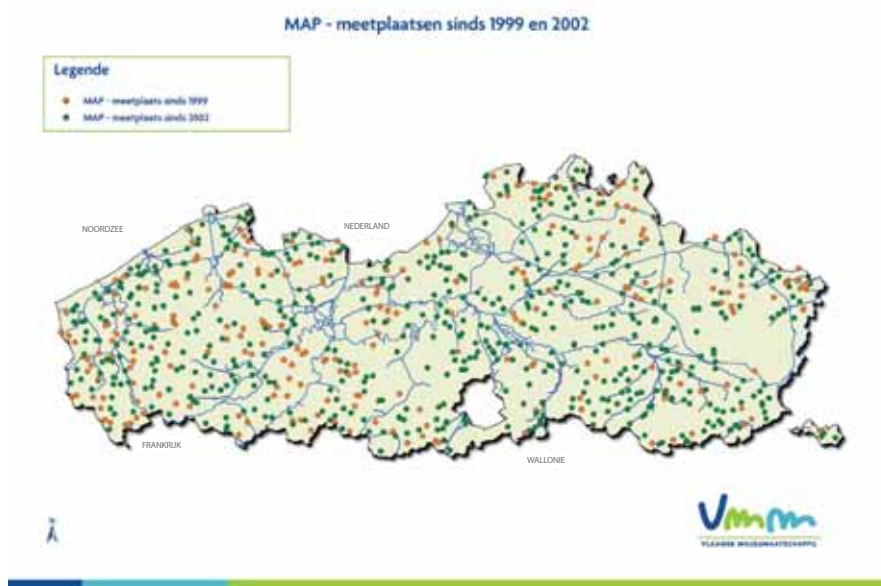 MAP - meetplaatsen sinds 1999 en 2002
Legende
MAP - meetplaats sinds 1999
MAP - meetplaats sinds 2002
NOORDZEE
NEDERLAND
FRANKRIJK
WALLONIE
N
Vmm
VLAAMSE MILIEUMAATSCHAPPIJ